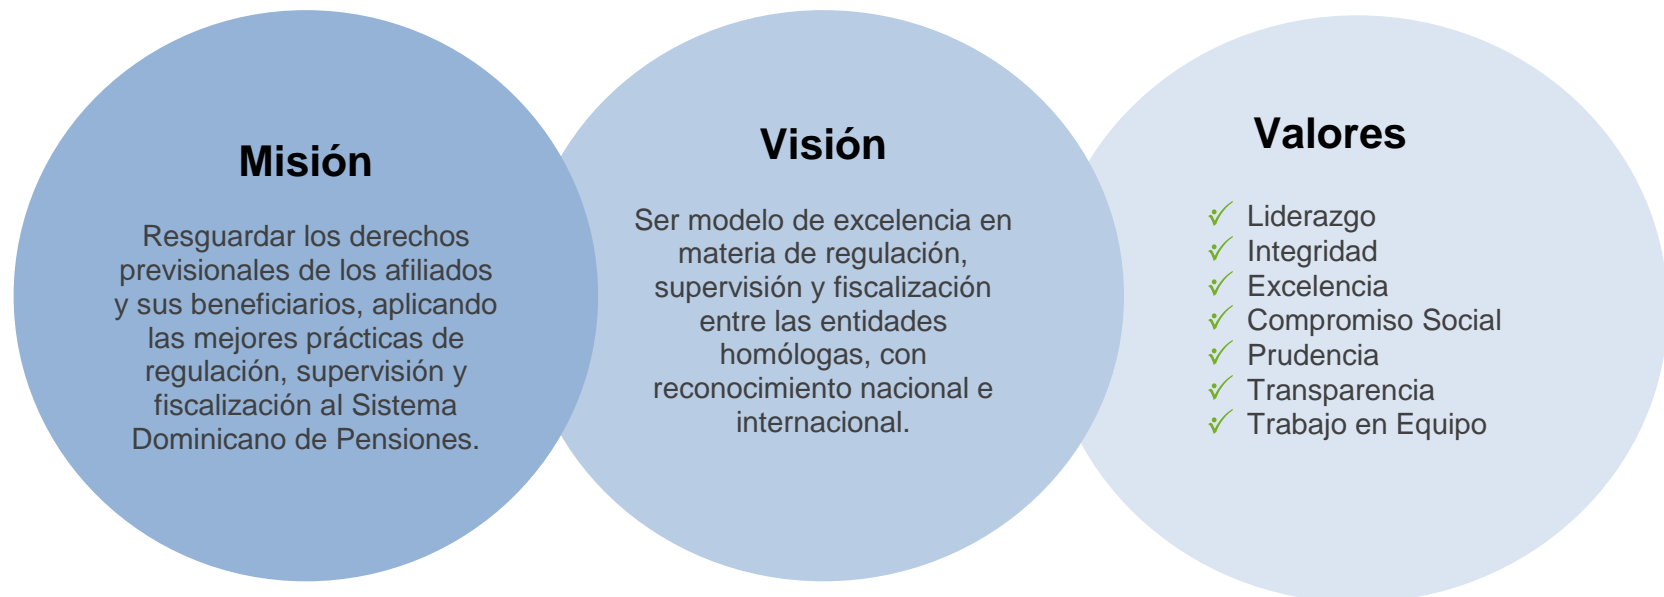 Misión
Resguardar los derechos
previsionales de los afiliados
y sus beneficiarios, aplicando
las mejores prácticas de
regulación, supervisión y
fiscalización al Sistema
Dominicano de Pensiones.
Visión
Ser modelo de excelencia en
materia de regulación,
supervisión y fiscalización
entre las entidades
homólogas, con
reconocimiento nacional e
internacional.
Valores
Liderazgo
Integridad
Excelencia
Compromiso Social
Prudencia
Transparencia
Trabajo en Equipo